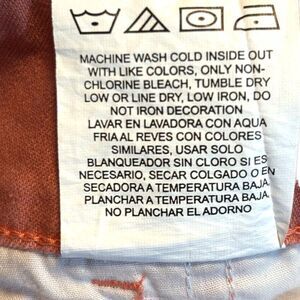 MACHINE WASH COLD INSIDE OUT
WITH LIKE COLORS, ONLY NON-
CHLORINE BLEACH, TUMBLE DRY
LOW OR LINE DRY, LOW IRON, DO
NOT IRON DECORATION
LAVAR EN LAVADORA CON AQUA
FRIA AL REVES CON COLORES
SIMILARES, USAR SOLO
BLANQUEADOR SIN CLORO SI ES
NECESARIO, SECAR COLGADO O EN
SECADORA A TEMPERATURA BAJA.
PLANCHAR A TEMPERATURA BAJA.
NO PLANCHAR EL ADORNO